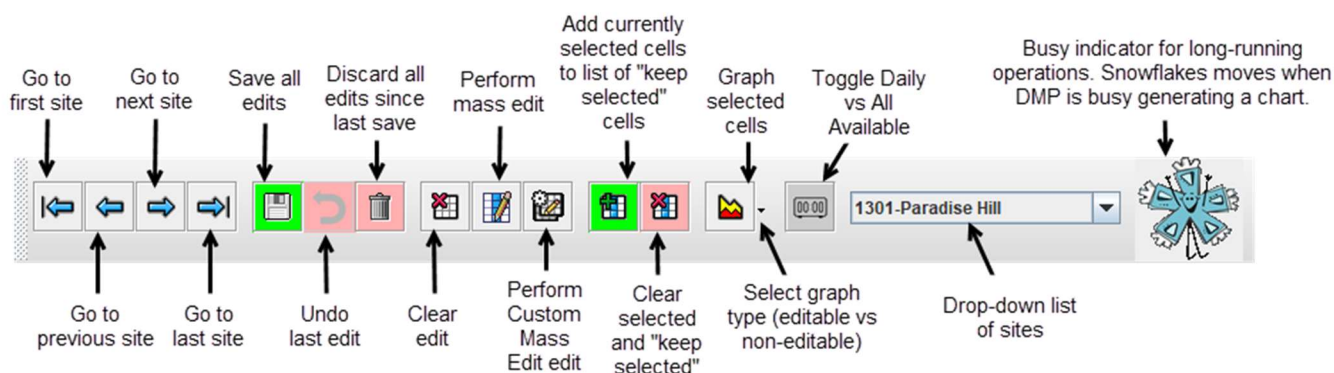 Go to
first site
Go to
next site
Save all
edits
Discard all
edits since
last save
Perform
mass edit
Add currently
selected cells
to list of "keep
selected"
cells
Graph
selected
cells
Toggle Daily
vs All
Available
Busy indicator for long-running
operations. Snowflakes moves when
DMP is busy generating a chart.
00 00
1301-Paradise Hill
Go to
previous site
Go to
last site
Undo
last edit
Clear
edit
Perform
Custom
Mass
Edit edit
Clear
selected
and "keep
selected"
Select graph
type (editable vs
non-editable)
Drop-down list
of sites